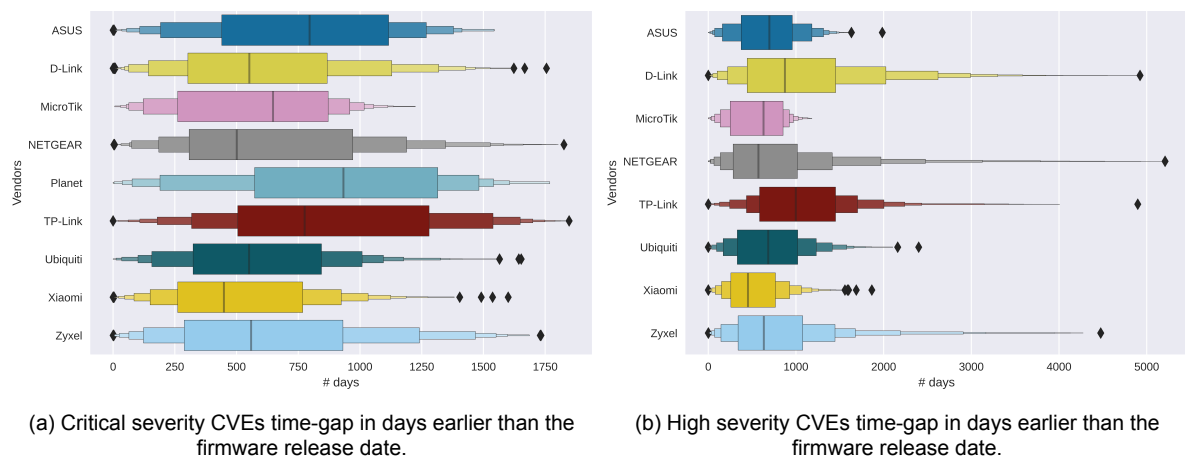 ASUS
D-Link
MicroTik
NETGEAR
Planet
TP-Link
Ubiquiti
Xiaomi
Zyxel
Vendors
0 250 500 750 1000 1250 1500 1750
# days
(a) Critical severity CVEs time-gap in days earlier than the
firmware release date.
ASUS
D-Link
MicroTik
NETGEAR
TP-Link
Ubiquiti
Xiaomi
Zyxel
Vendors
0 1000 2000 3000 4000 5000
# days
(b) High severity CVEs time-gap in days earlier than the
firmware release date.